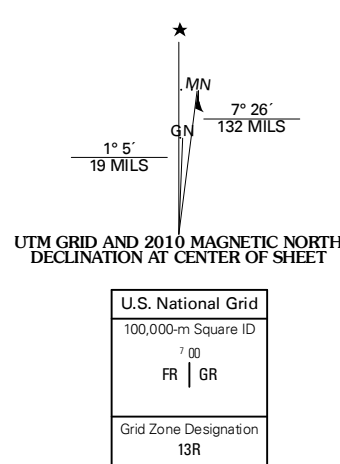 ★
MN
7° 26´
132 MILS
GN
1° 5´
19 MILS
UTM GRID AND 2010 MAGNETIC NORTH
DECLINATION AT CENTER OF SHEET
U.S. National Grid
100,000-m Square ID
7 00
FR | GR
Grid Zone Designation
13R